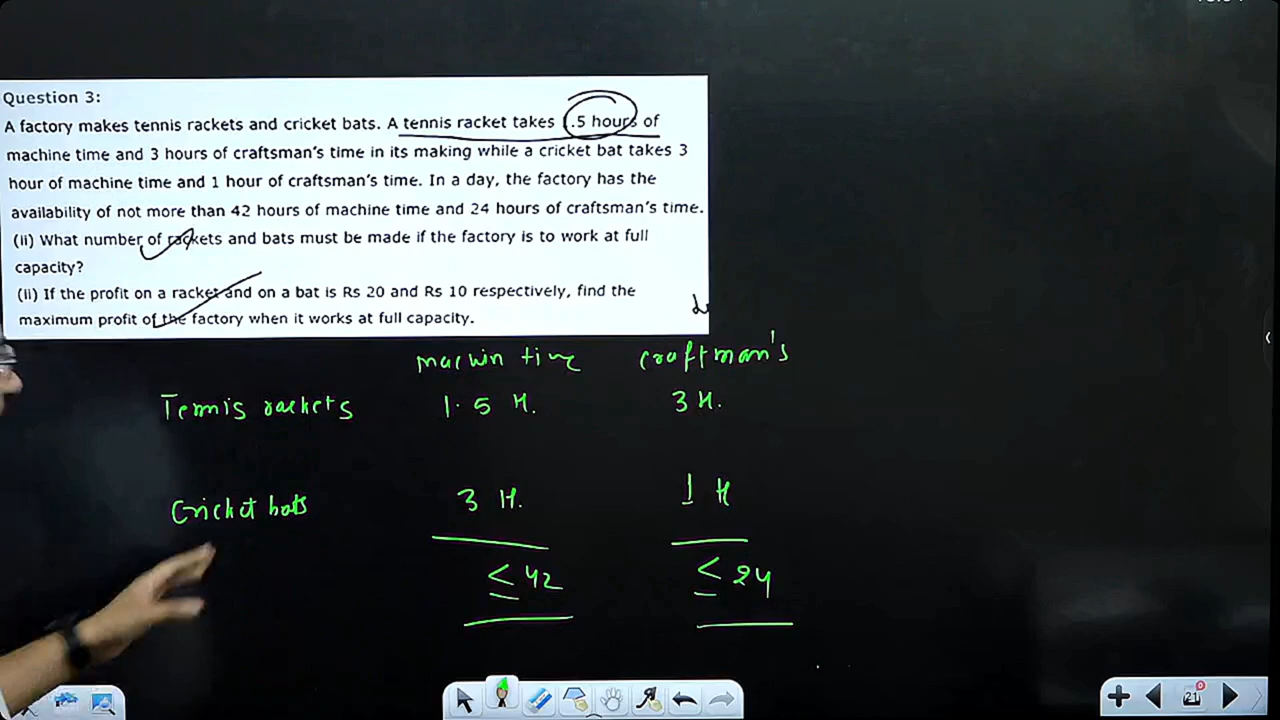 Question 3:
A factory makes tennis rackets and cricket bats. A tennis racket takes 1.5 hours of
machine time and 3 hours of craftsman's time in its making while a cricket bat takes 3
hour of machine time and 1 hour of craftsman's time. In a day, the factory has the
availability of not more than 42 hours of machine time and 24 hours of craftsman's time.
(ii) What number of rackets and bats must be made if the factory is to work at full
capacity?
(ii) If the profit on a racket and on a bat is Rs 20 and Rs 10 respectively, find the
maximum profit of the factory when it works at full capacity.
macwin time craftman's
Tennis rackets 1.5 H. 3 H.
Cricket bats 3 H. 1 H
≤ 42 ≤ 24
21